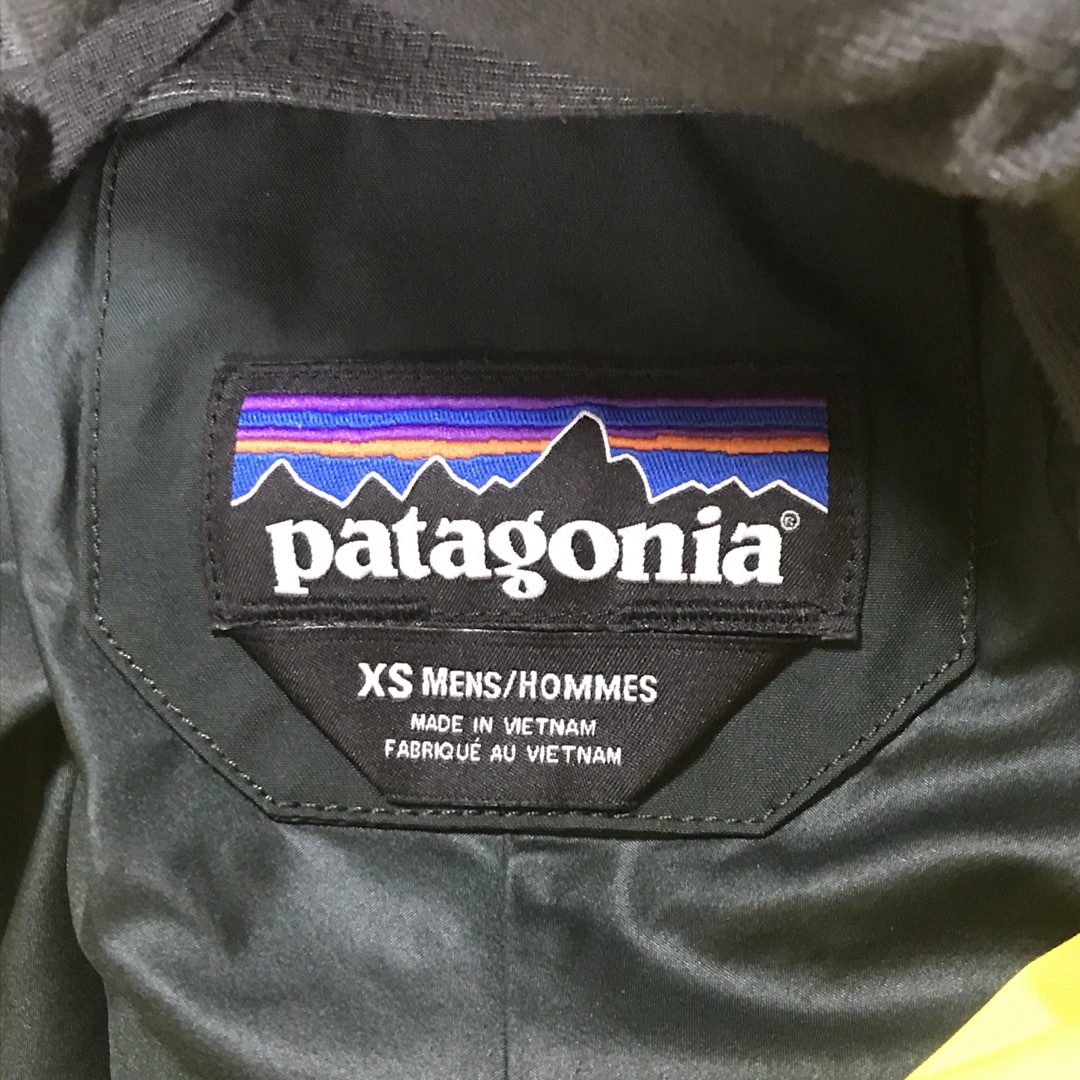 patagonia®
XS MENS/HOMMES
MADE IN VIETNAM
FABRIQUÉ AU VIETNAM